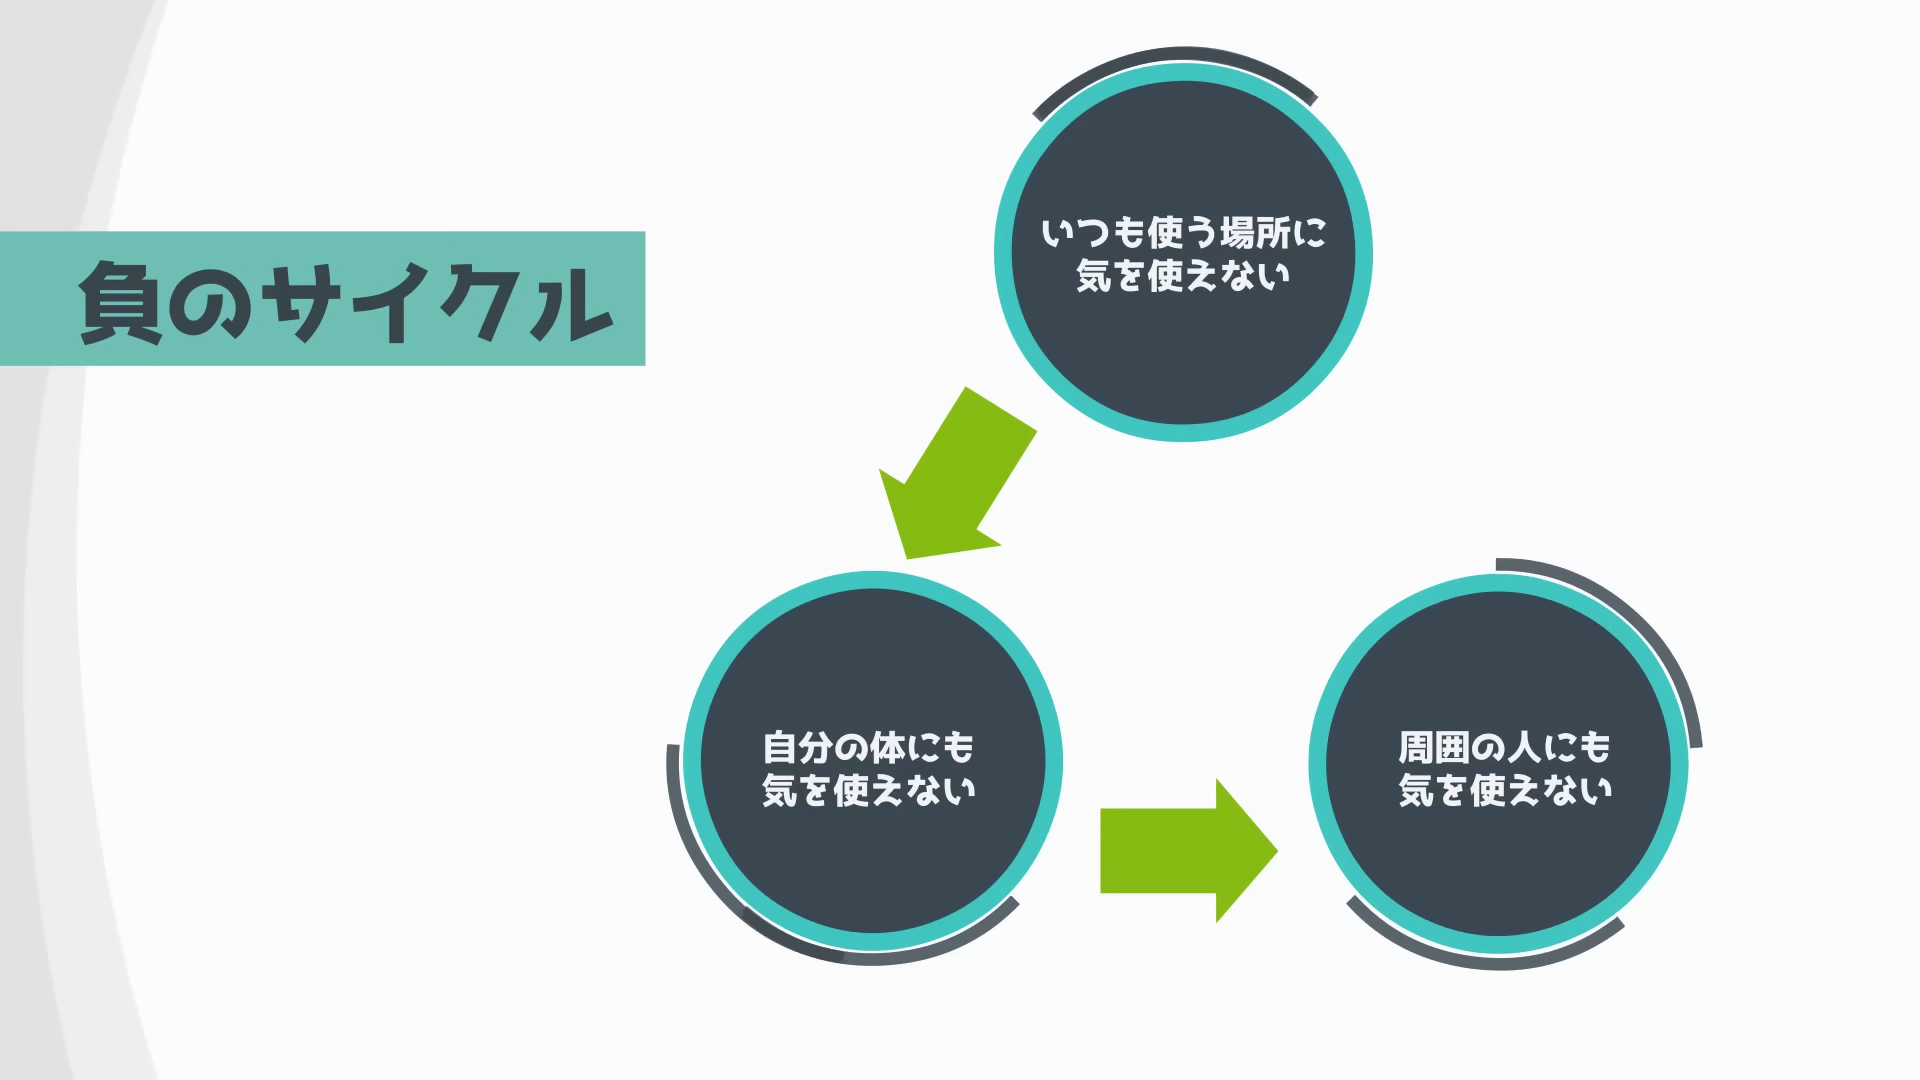 負のサイクル
いつも使う場所に
気を使えない
自分の体にも
気を使えない
周囲の人にも
気を使えない